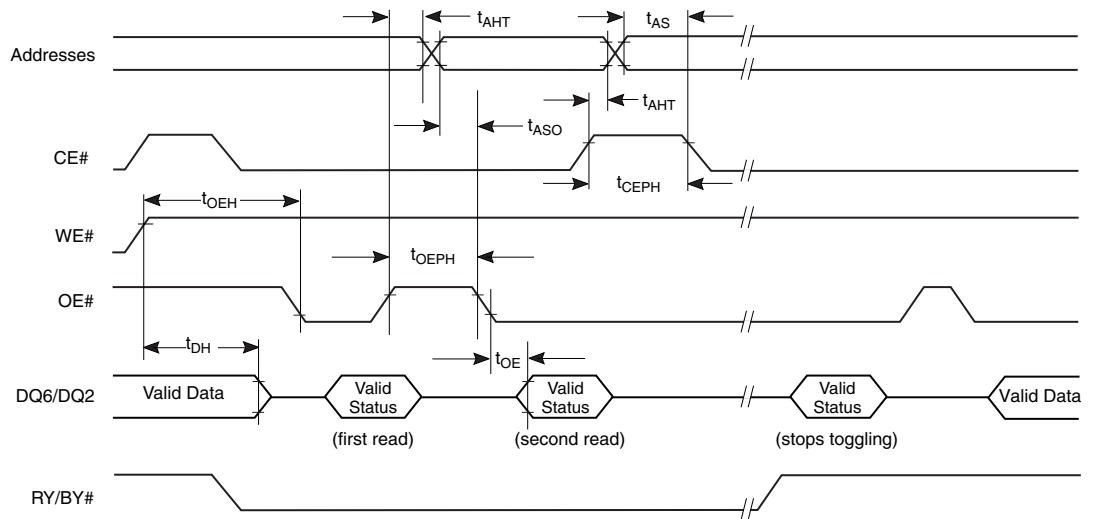 tAHT
tAS
Addresses
tAHT
tASO
CE#
tCEPH
tOEH
WE#
tOEPH
OE#
tDH
tOE
DQ6/DQ2
Valid Data
Valid
Status
Valid
Status
Valid
Status
Valid Data
(first read)
(second read)
(stops toggling)
RY/BY#